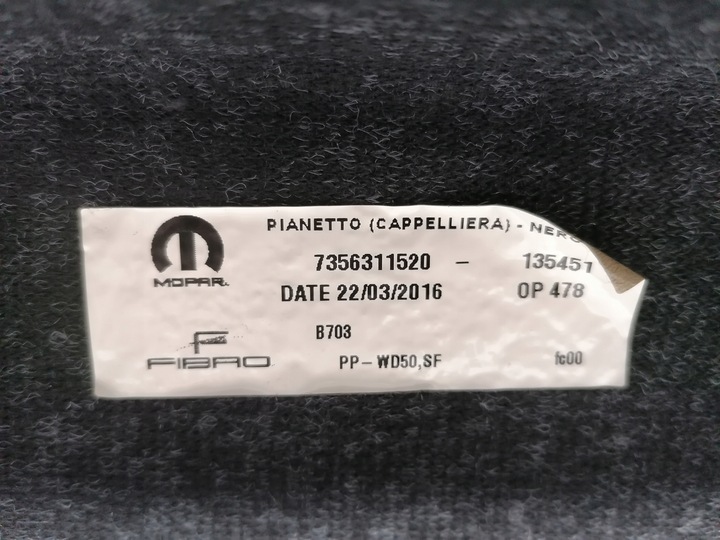 PIANETTO (CAPPELLIERA) - NERO
MOPAR
7356311520 - 135451
DATE 22/03/2016 OP 478
B703
F
FIBRO
PP-WD50,SF fc00